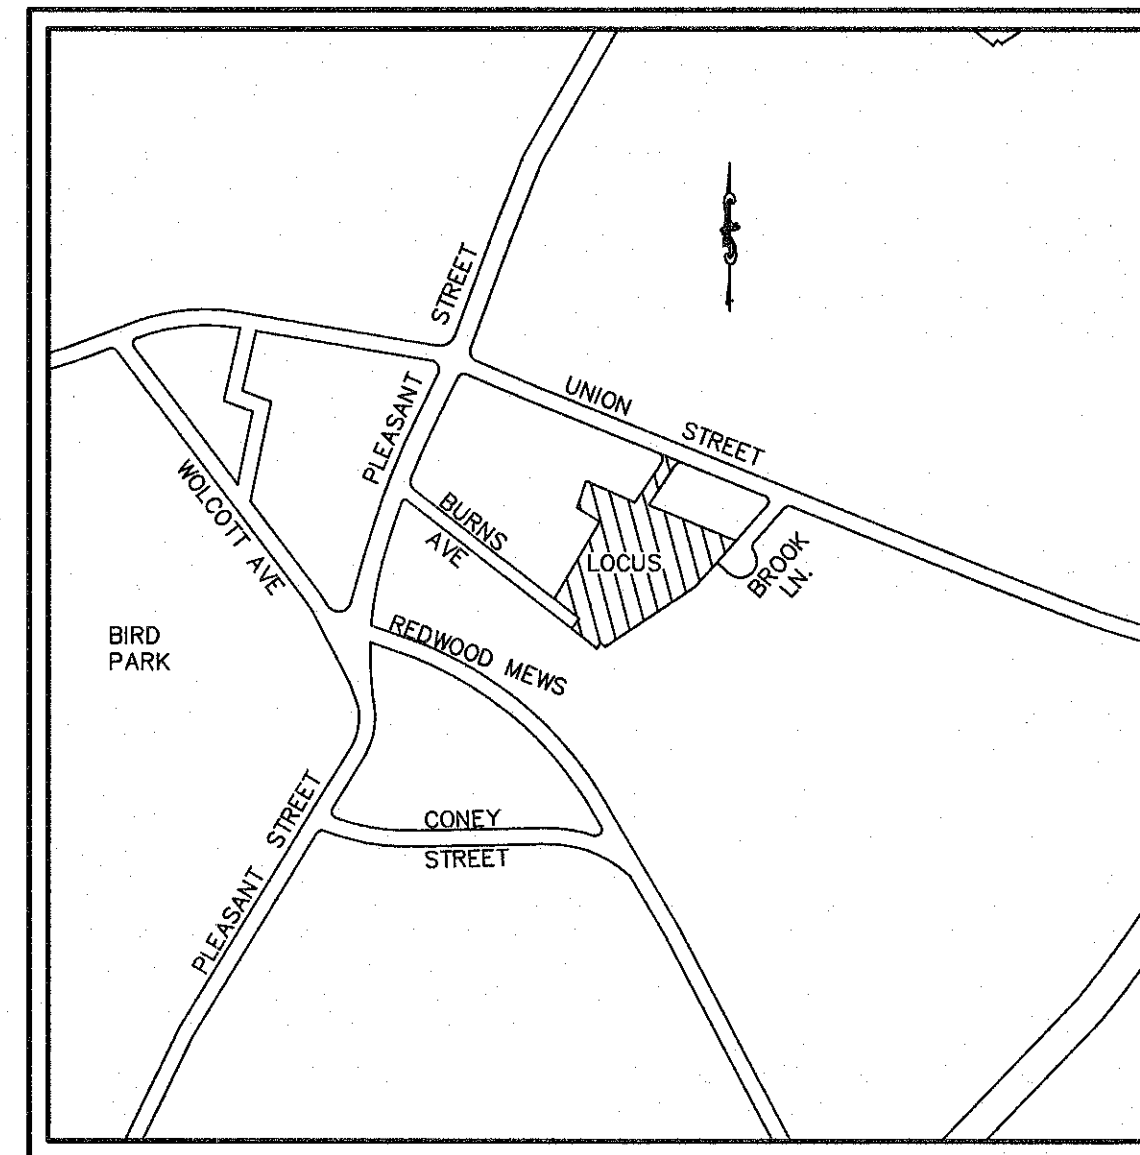 STREET
PLEASANT
UNION
STREET
WOLCOTT AVE
BURNS
AVE
LOCUS
BROOK
LN.
BIRD
PARK
REDWOOD MEWS
PLEASANT STREET
CONEY
STREET